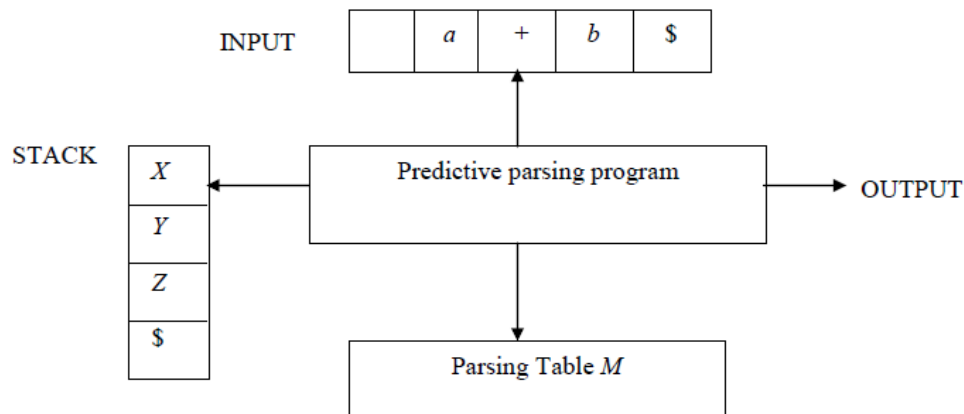 INPUT
a + b $
STACK
X
Y
Z
$
Predictive parsing program
OUTPUT
Parsing Table M